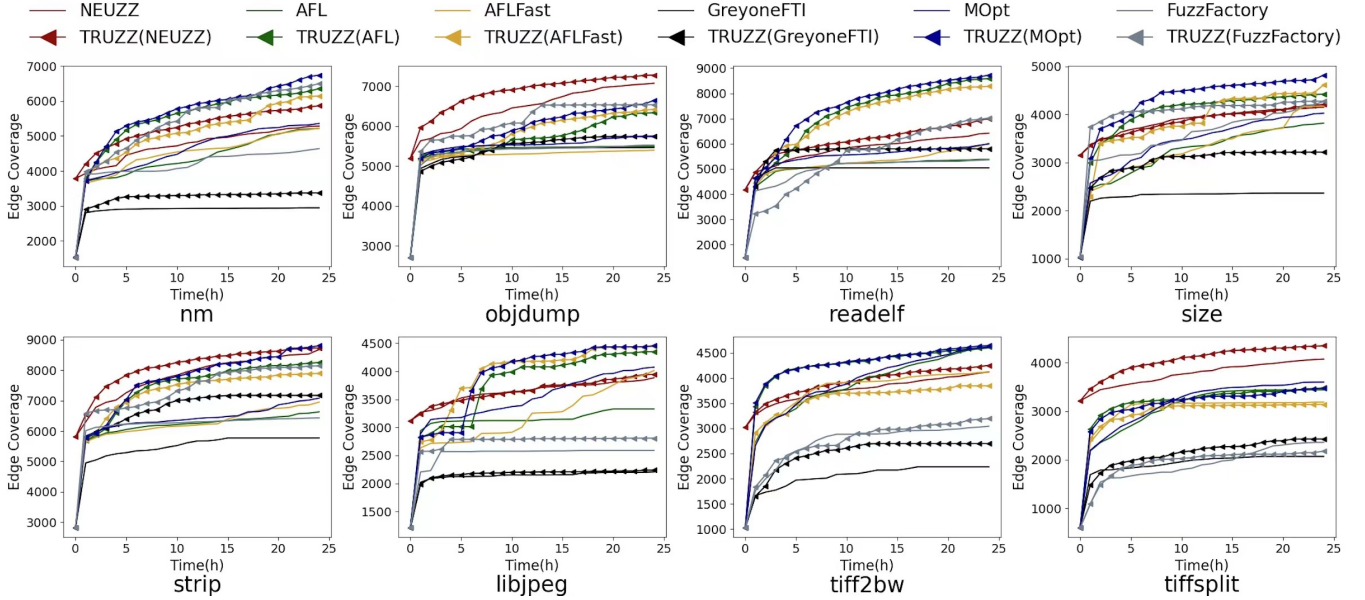 NEUZZ AFL AFLFast GreyoneFTI MOpt FuzzFactory
TRUZZ(NEUZZ) TRUZZ(AFL) TRUZZ(AFLFast) TRUZZ(GreyoneFTI) TRUZZ(MOpt) TRUZZ(FuzzFactory)
Edge Coverage
7000
6000
5000
4000
3000
2000
0 5 10 15 20 25
Time(h)
nm
Edge Coverage
7000
6000
5000
4000
3000
0 5 10 15 20 25
Time(h)
objdump
Edge Coverage
9000
8000
7000
6000
5000
4000
3000
2000
0 5 10 15 20 25
Time(h)
readelf
Edge Coverage
5000
4000
3000
2000
1000
0 5 10 15 20 25
Time(h)
size
Edge Coverage
9000
8000
7000
6000
5000
4000
3000
0 5 10 15 20 25
Time(h)
strip
Edge Coverage
4500
4000
3500
3000
2500
2000
1500
0 5 10 15 20 25
Time(h)
libjpeg
Edge Coverage
4500
4000
3500
3000
2500
2000
1500
1000
0 5 10 15 20 25
Time(h)
tiff2bw
Edge Coverage
4000
3000
2000
1000
0 5 10 15 20 25
Time(h)
tiffsplit